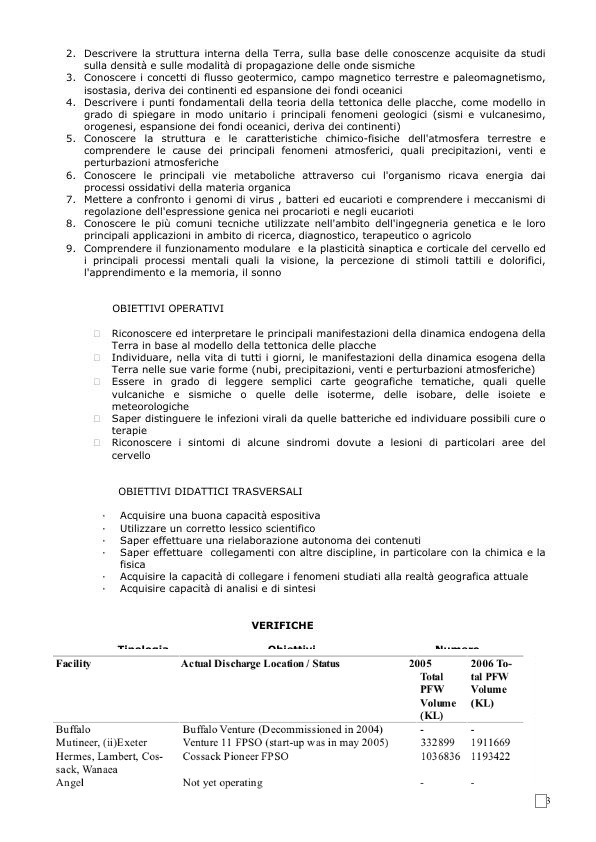 2. Descrivere la struttura interna della Terra, sulla base delle conoscenze acquisite da studi
sulla densità e sulle modalità di propagazione delle onde sismiche
3. Conoscere i concetti di flusso geotermico, campo magnetico terrestre e paleomagnetismo,
isostasia, deriva dei continenti ed espansione dei fondi oceanici
4. Descrivere i punti fondamentali della teoria della tettonica delle placche, come modello in
grado di spiegare in modo unitario i principali fenomeni geologici (sismi e vulcanesimo,
orogenesi, espansione dei fondi oceanici, deriva dei continenti)
5. Conoscere la struttura e le caratteristiche chimico-fisiche dell'atmosfera terrestre e
comprendere le cause dei principali fenomeni atmosferici, quali precipitazioni, venti e
perturbazioni atmosferiche
6. Conoscere le principali vie metaboliche attraverso cui l'organismo ricava energia dai
processi ossidativi della materia organica
7. Mettere a confronto i genomi di virus , batteri ed eucarioti e comprendere i meccanismi di
regolazione dell'espressione genica nei procarioti e negli eucarioti
8. Conoscere le più comuni tecniche utilizzate nell'ambito dell'ingegneria genetica e le loro
principali applicazioni in ambito di ricerca, diagnostico, terapeutico o agricolo
9. Comprendere il funzionamento modulare e la plasticità sinaptica e corticale del cervello ed
i principali processi mentali quali la visione, la percezione di stimoli tattili e dolorifici,
l'apprendimento e la memoria, il sonno
OBIETTIVI OPERATIVI
Riconoscere ed interpretare le principali manifestazioni della dinamica endogena della
Terra in base al modello della tettonica delle placche
Individuare, nella vita di tutti i giorni, le manifestazioni della dinamica esogena della
Terra nelle sue varie forme (nubi, precipitazioni, venti e perturbazioni atmosferiche)
Essere in grado di leggere semplici carte geografiche tematiche, quali quelle
vulcaniche e sismiche o quelle delle isoterme, delle isobare, delle isoiete e
meteorologiche
Saper distinguere le infezioni virali da quelle batteriche ed individuare possibili cure o
terapie
Riconoscere i sintomi di alcune sindromi dovute a lesioni di particolari aree del
cervello
OBIETTIVI DIDATTICI TRASVERSALI
· Acquisire una buona capacità espositiva
· Utilizzare un corretto lessico scientifico
· Saper effettuare una rielaborazione autonoma dei contenuti
· Saper effettuare collegamenti con altre discipline, in particolare con la chimica e la
fisica
· Acquisire la capacità di collegare i fenomeni studiati alla realtà geografica attuale
· Acquisire capacità di analisi e di sintesi
VERIFICHE
Tipologia Obiettivi Numero
Facility Actual Discharge Location / Status 2005 2006 To-
Total tal PFW
PFW Volume
Volume (KL)
(KL)
Buffalo Buffalo Venture (Decommissioned in 2004) - -
Mutineer, (ii)Exeter Venture 11 FPSO (start-up was in may 2005) 332899 1911669
Hermes, Lambert, Cos- Cossack Pioneer FPSO 1036836 1193422
sack, Wanaea
Angel Not yet operating - -
3